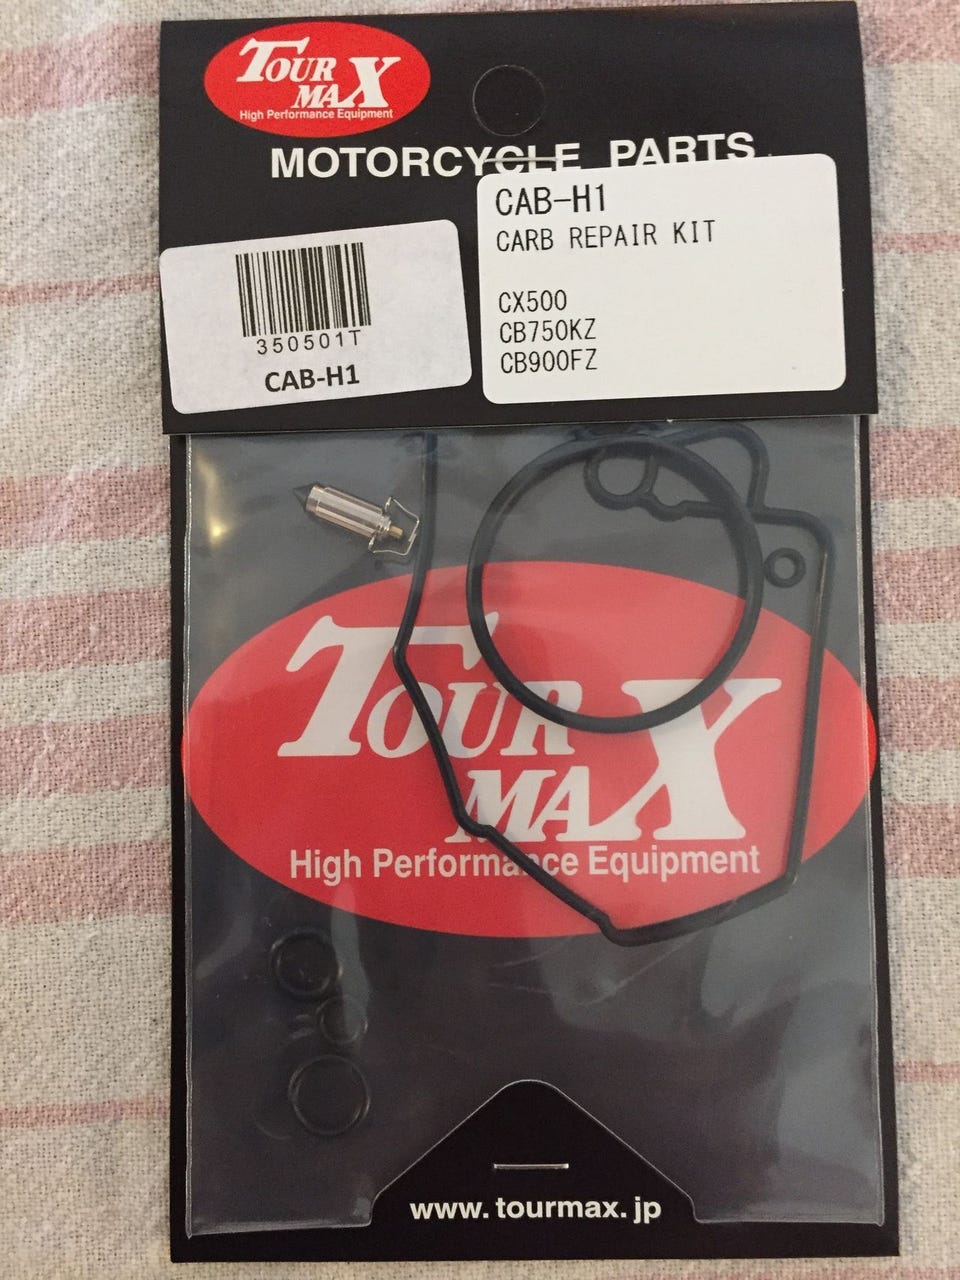 TOUR
MAX
High Performance Equipment
MOTORCYCLE PARTS
CAB-H1
CARB REPAIR KIT
CX500
CB750KZ
CB900FZ
350501T
CAB-H1
TOUR
MAX
High Performance Equipment
www.tourmax.jp